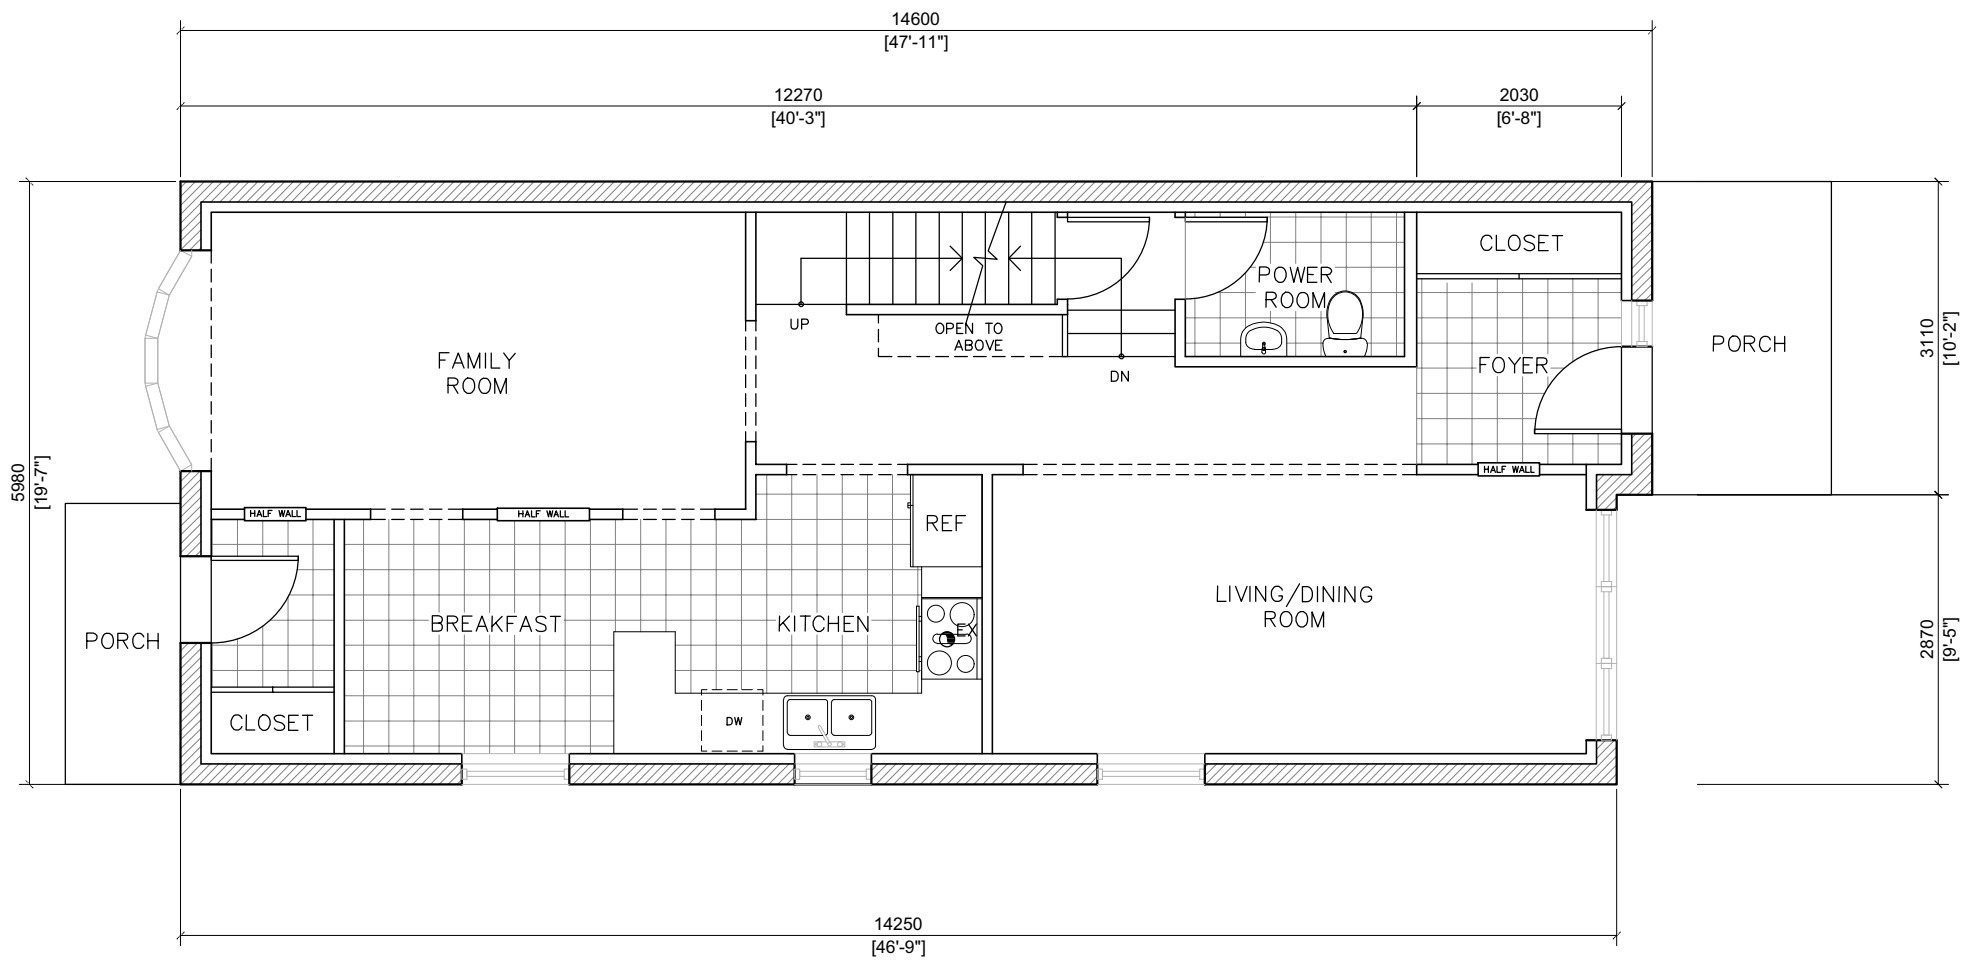 14600
[47'-11"]
12270
[40'-3"]
2030
[6'-8"]
CLOSET
POWER
ROOM
UP
OPEN TO
ABOVE
PORCH
3110
[10'-2"]
FAMILY
ROOM
FOYER
DN
HALF WALL
5980
[19'-7"]
HALF WALL
HALF WALL
REF
LIVING/DINING
ROOM
BREAKFAST
KITCHEN
EX
PORCH
2870
[9'-5"]
CLOSET
DW
14250
[46'-9"]